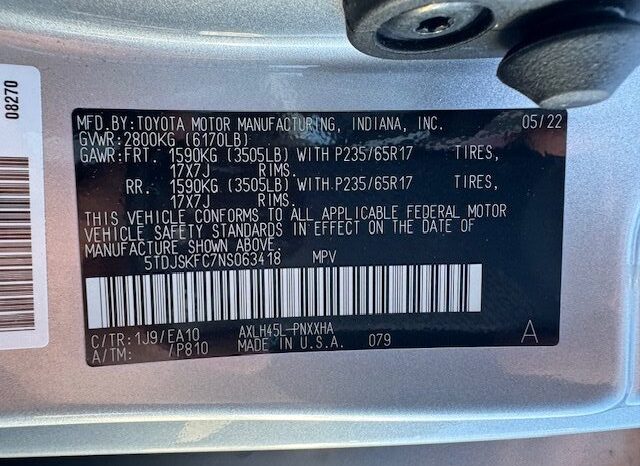 08270
MFD.BY:TOYOTA MOTOR MANUFACTURING, INDIANA, INC. 05/22
GVWR:2800KG (6170LB)
GAWR:FRT. 1590KG (3505LB) WITH P235/65R17 TIRES,
17X7J RIMS.
RR. 1590KG (3505LB) WITH P235/65R17 TIRES,
17X7J RIMS.
THIS VEHICLE CONFORMS TO ALL APPLICABLE FEDERAL MOTOR
VEHICLE SAFETY STANDARDS IN EFFECT ON THE DATE OF
MANUFACTURE SHOWN ABOVE.
5TDJSKFC7NS063418 MPV
C/TR:1J9/EA10 AXLH45L-PNXXHA
A/TM: /P810 MADE IN U.S.A. 079 A